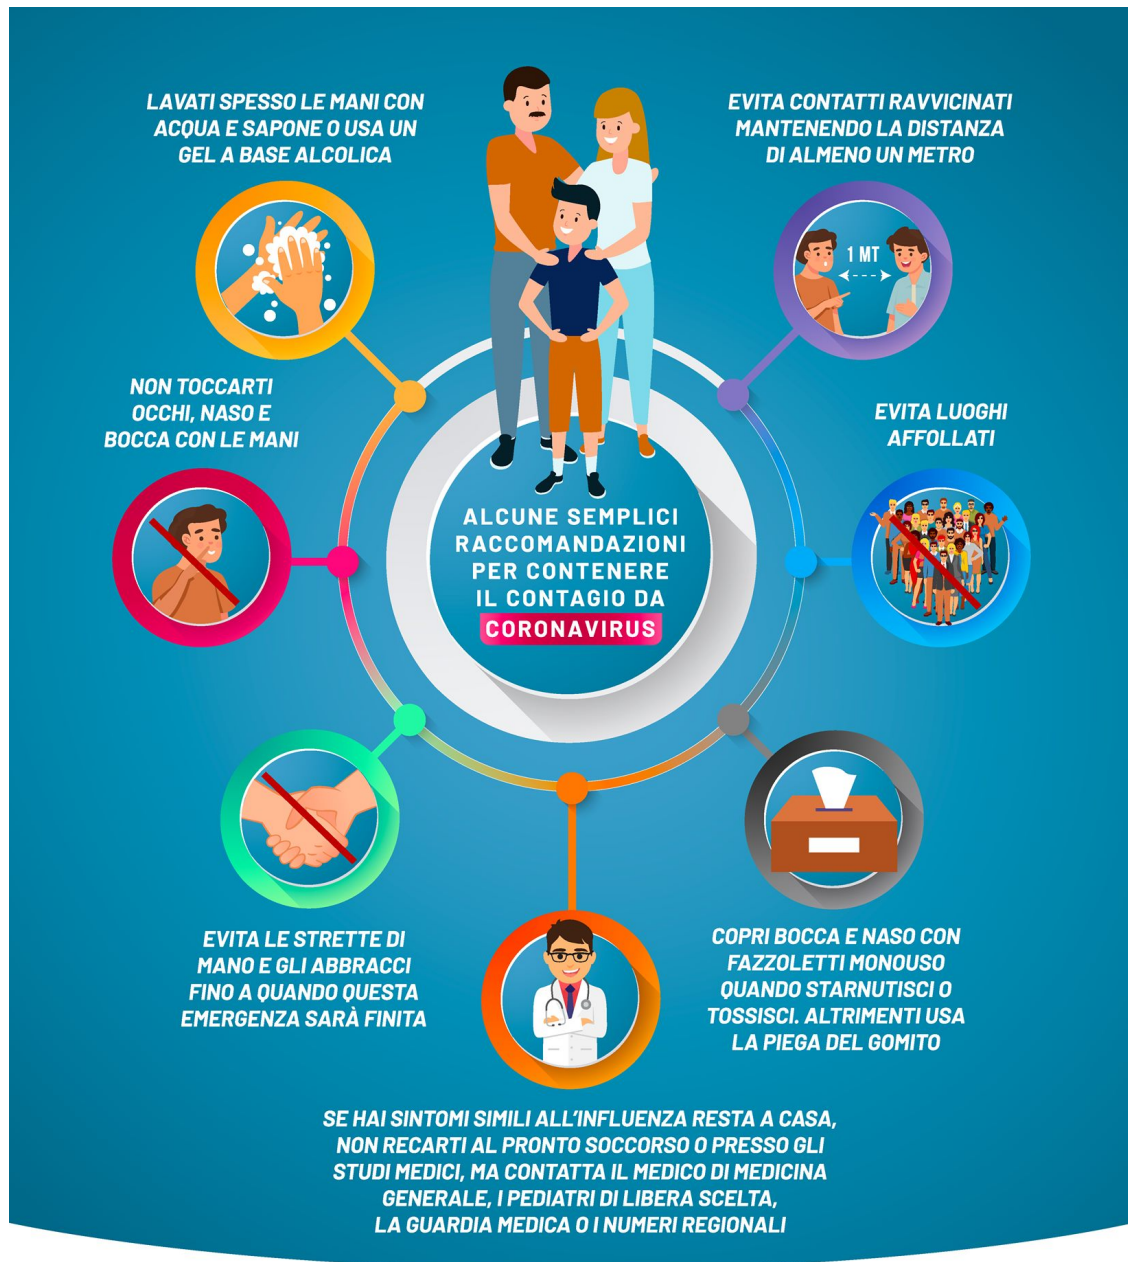 LAVATI SPESSO LE MANI CON
ACQUA E SAPONE O USA UN
GEL A BASE ALCOLICA
EVITA CONTATTI RAVVICINATI
MANTENENDO LA DISTANZA
DI ALMENO UN METRO
1 MT
NON TOCCARTI
OCCHI, NASO E
BOCCA CON LE MANI
EVITA LUOGHI
AFFOLLATI
ALCUNE SEMPLICI
RACCOMANDAZIONI
PER CONTENERE
IL CONTAGIO DA
CORONAVIRUS
EVITA LE STRETTE DI
MANO E GLI ABBRACCI
FINO A QUANDO QUESTA
EMERGENZA SARÀ FINITA
COPRI BOCCA E NASO CON
FAZZOLETTI MONOUSO
QUANDO STARNUTISCI O
TOSSISCI. ALTRIMENTI USA
LA PIEGA DEL GOMITO
SE HAI SINTOMI SIMILI ALL'INFLUENZA RESTA A CASA,
NON RECARTI AL PRONTO SOCCORSO O PRESSO GLI
STUDI MEDICI, MA CONTATTA IL MEDICO DI MEDICINA
GENERALE, I PEDIATRI DI LIBERA SCELTA,
LA GUARDIA MEDICA O I NUMERI REGIONALI